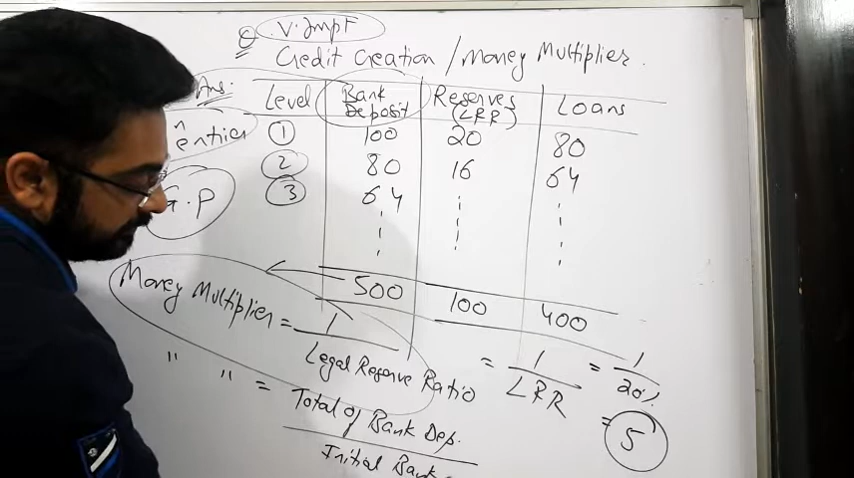 Q. V. Impt
Credit Creation / Money Multiplier.
Ans. Level Bank Deposit Reserves (LRR) Loans
① 100 20 80
② 80 16 64
G.P ③ 64
500 100 400
Money Multiplier = 1 / Legal Reserve Ratio = 1 / LRR = 1 / 20% = 5
" " = Total of Bank Dep. / Initial Bank